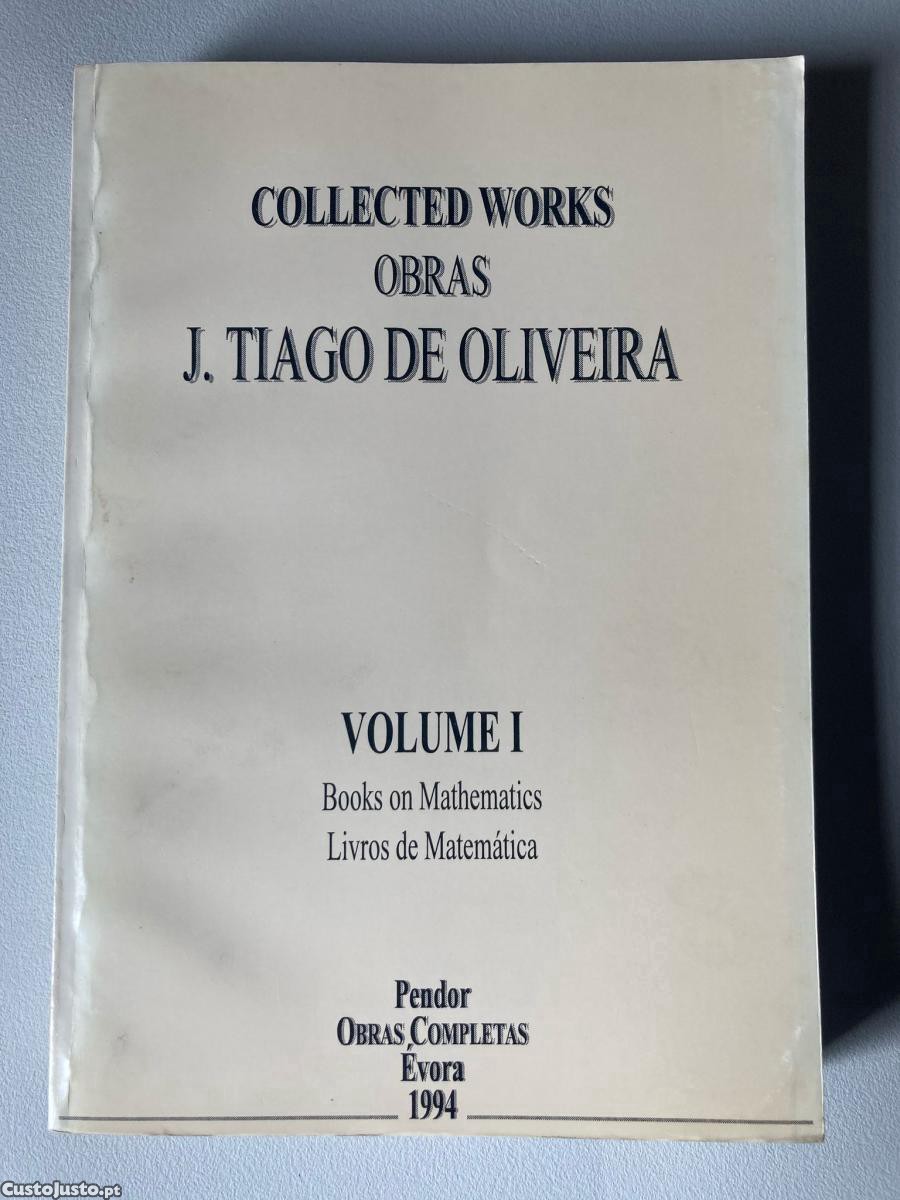 COLLECTED WORKS
OBRAS
J. TIAGO DE OLIVEIRA
VOLUME I
Books on Mathematics
Livros de Matemática
Pendor
OBRAS COMPLETAS
Évora
1994
CustoJusto.pt